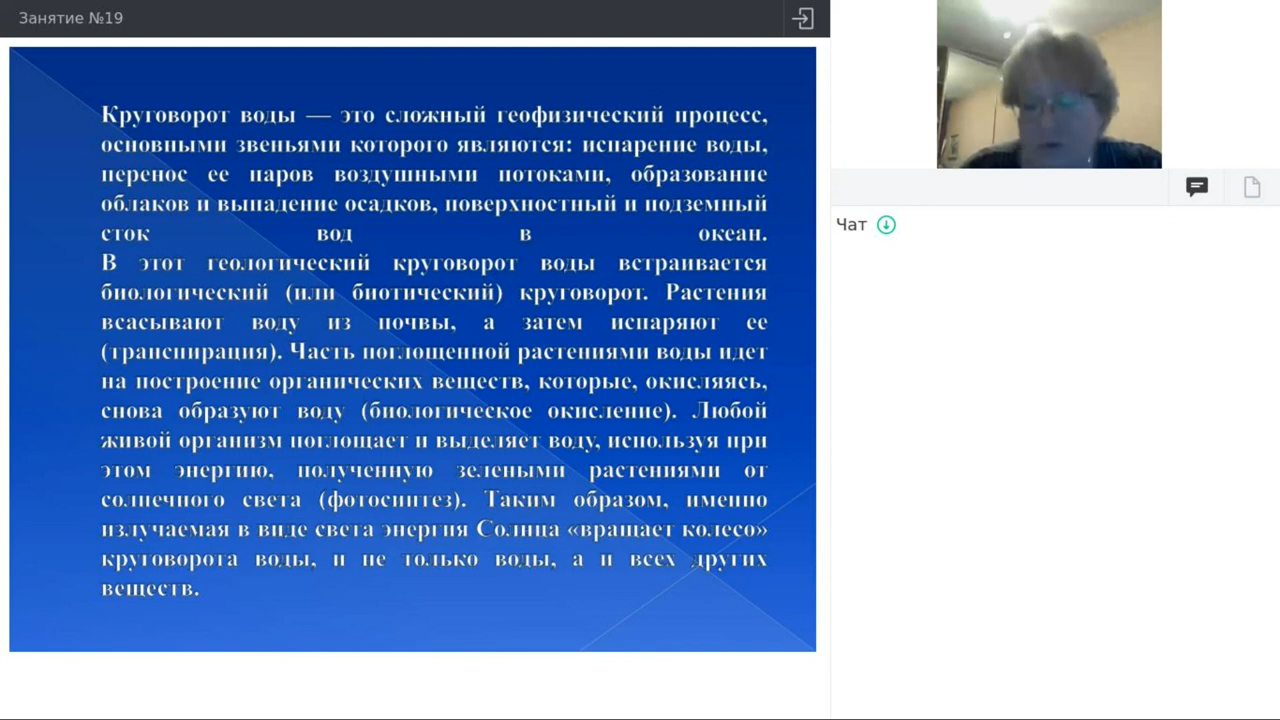 Занятие №19
Круговорот воды — это сложный геофизический процесс,
основными звеньями которого являются: испарение воды,
перенос ее паров воздушными потоками, образование
облаков и выпадение осадков, поверхностный и подземный
сток вод в океан.
В этот геологический круговорот воды встраивается
биологический (или биотический) круговорот. Растения
всасывают воду из почвы, а затем испаряют ее
(транспирация). Часть поглощенной растениями воды идет
на построение органических веществ, которые, окисляясь,
снова образуют воду (биологическое окисление). Любой
живой организм поглощает и выделяет воду, используя при
этом энергию, полученную зелеными растениями от
солнечного света (фотосинтез). Таким образом, именно
излучаемая в виде света энергия Солнца «вращает колесо»
круговорота воды, и не только воды, а и всех других
веществ.
Чат